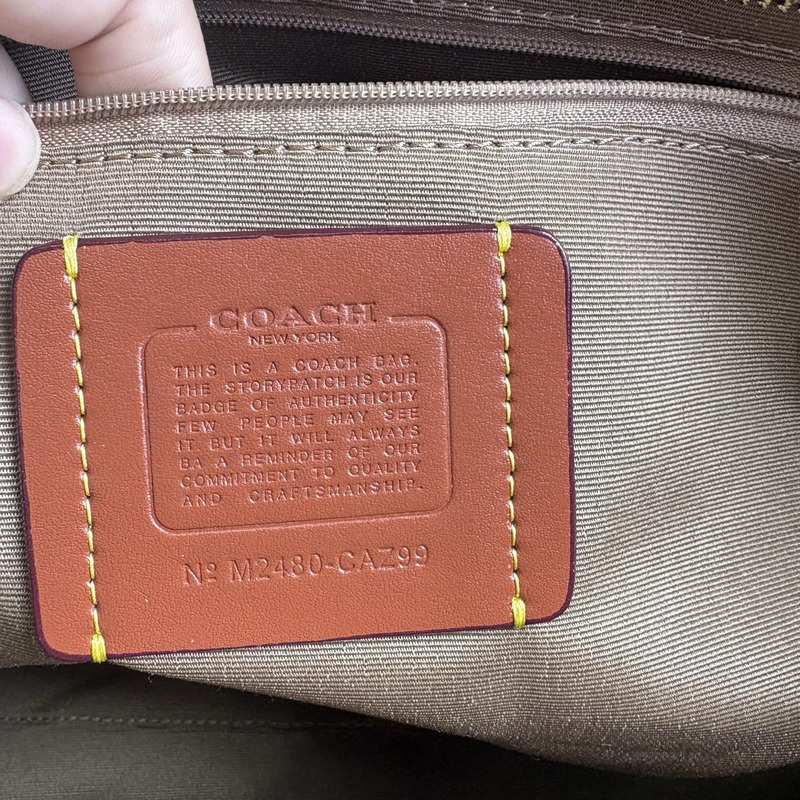 COACH
NEW YORK
THIS IS A COACH BAG.
THE STORYPATCH IS OUR
BADGE OF AUTHENTICITY
FEW PEOPLE MAY SEE
IT BUT IT WILL ALWAYS
BA A REMINDER OF OUR
COMMITMENT TO QUALITY
AND CRAFTSMANSHIP.
Nº M2480-CAZ99